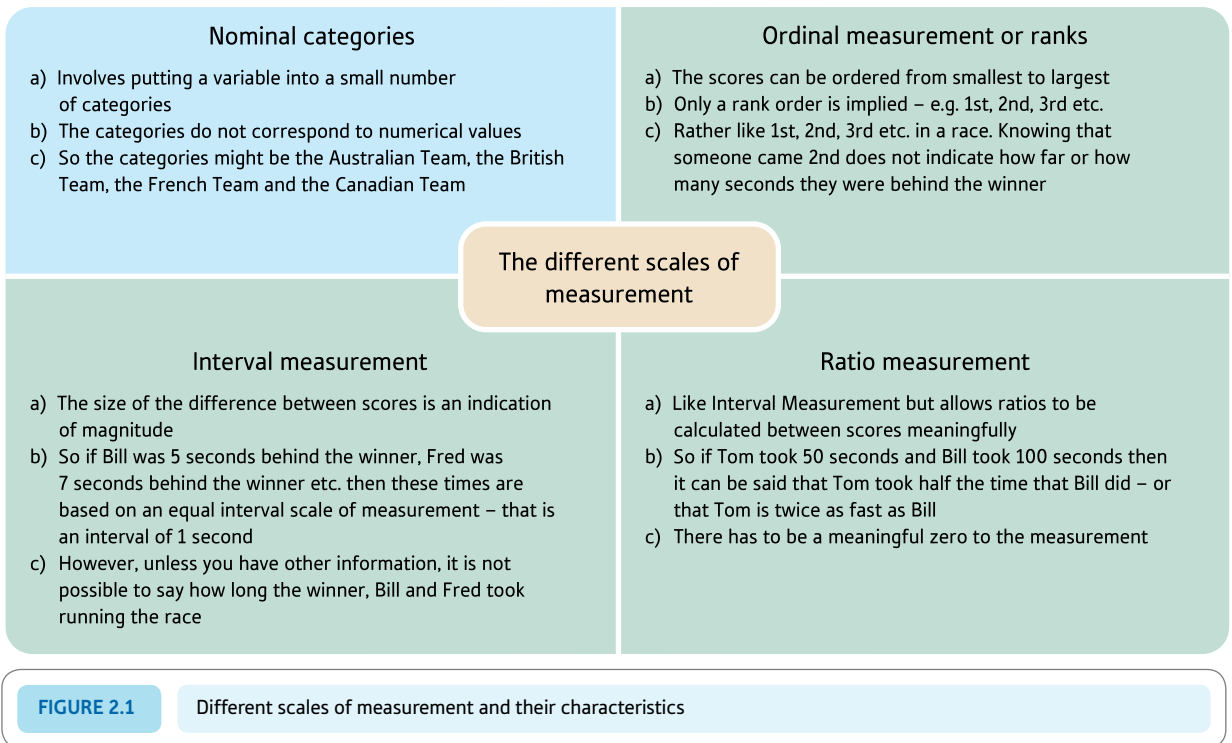 Nominal categories
a) Involves putting a variable into a small number
of categories
b) The categories do not correspond to numerical values
c) So the categories might be the Australian Team, the British
Team, the French Team and the Canadian Team
Ordinal measurement or ranks
a) The scores can be ordered from smallest to largest
b) Only a rank order is implied – e.g. 1st, 2nd, 3rd etc.
c) Rather like 1st, 2nd, 3rd etc. in a race. Knowing that
someone came 2nd does not indicate how far or how
many seconds they were behind the winner
The different scales of
measurement
Interval measurement
a) The size of the difference between scores is an indication
of magnitude
b) So if Bill was 5 seconds behind the winner, Fred was
7 seconds behind the winner etc. then these times are
based on an equal interval scale of measurement – that is
an interval of 1 second
c) However, unless you have other information, it is not
possible to say how long the winner, Bill and Fred took
running the race
Ratio measurement
a) Like Interval Measurement but allows ratios to be
calculated between scores meaningfully
b) So if Tom took 50 seconds and Bill took 100 seconds then
it can be said that Tom took half the time that Bill did – or
that Tom is twice as fast as Bill
c) There has to be a meaningful zero to the measurement
FIGURE 2.1
Different scales of measurement and their characteristics